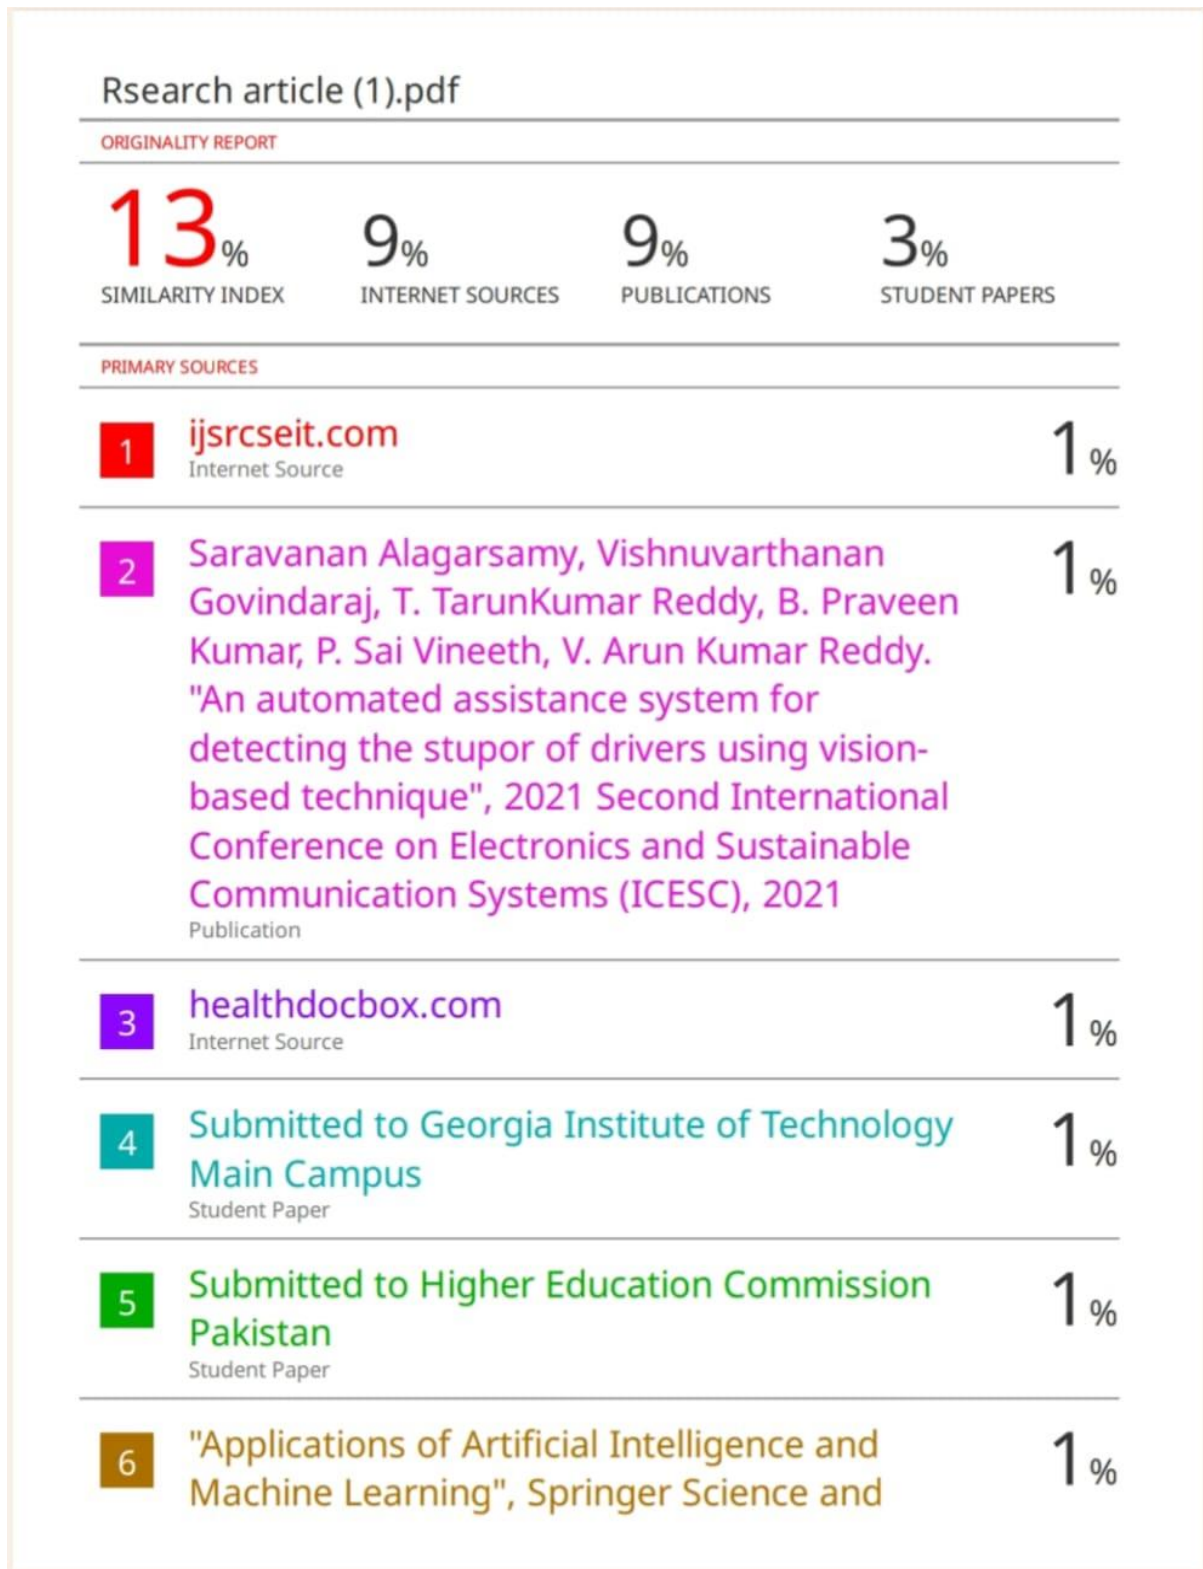 Rsearch article (1).pdf
ORIGINALITY REPORT
13%
SIMILARITY INDEX
9%
INTERNET SOURCES
9%
PUBLICATIONS
3%
STUDENT PAPERS
PRIMARY SOURCES
1
ijsrcseit.com
Internet Source
1%
2
Saravanan Alagarsamy, Vishnuvarthanan
Govindaraj, T. TarunKumar Reddy, B. Praveen
Kumar, P. Sai Vineeth, V. Arun Kumar Reddy.
"An automated assistance system for
detecting the stupor of drivers using vision-
based technique", 2021 Second International
Conference on Electronics and Sustainable
Communication Systems (ICESC), 2021
Publication
1%
3
healthdocbox.com
Internet Source
1%
4
Submitted to Georgia Institute of Technology
Main Campus
Student Paper
1%
5
Submitted to Higher Education Commission
Pakistan
Student Paper
1%
6
"Applications of Artificial Intelligence and
Machine Learning", Springer Science and
1%